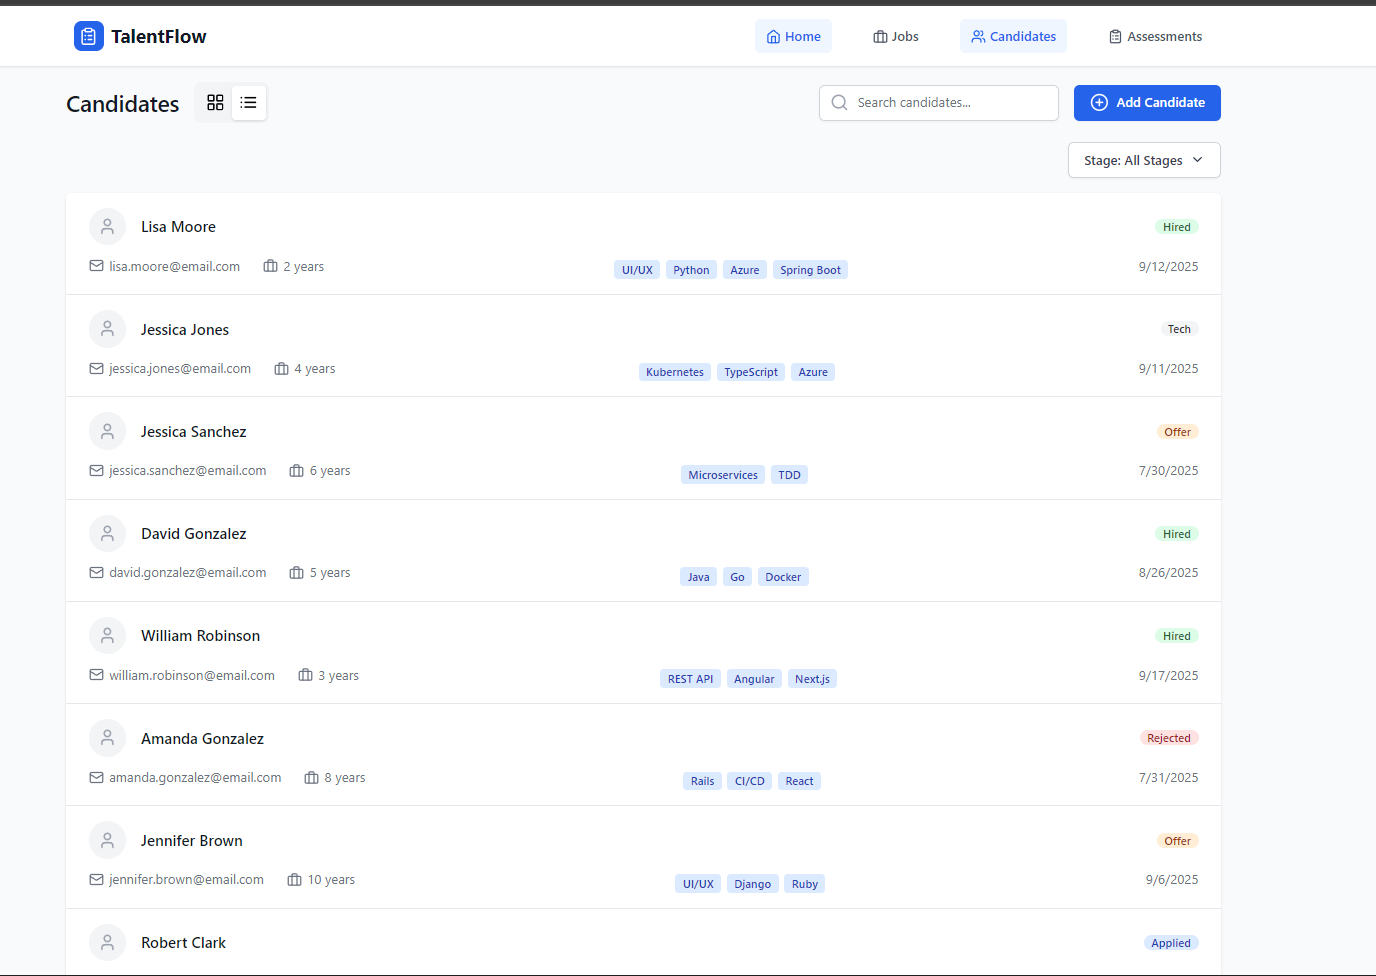 TalentFlow
Home Jobs Candidates Assessments
Candidates Search candidates... Add Candidate
Stage: All Stages
Lisa Moore Hired
lisa.moore@email.com 2 years UI/UX Python Azure Spring Boot 9/12/2025
Jessica Jones Tech
jessica.jones@email.com 4 years Kubernetes TypeScript Azure 9/11/2025
Jessica Sanchez Offer
jessica.sanchez@email.com 6 years Microservices TDD 7/30/2025
David Gonzalez Hired
david.gonzalez@email.com 5 years Java Go Docker 8/26/2025
William Robinson Hired
william.robinson@email.com 3 years REST API Angular Next.js 9/17/2025
Amanda Gonzalez Rejected
amanda.gonzalez@email.com 8 years Rails CI/CD React 7/31/2025
Jennifer Brown Offer
jennifer.brown@email.com 10 years UI/UX Django Ruby 9/6/2025
Robert Clark Applied